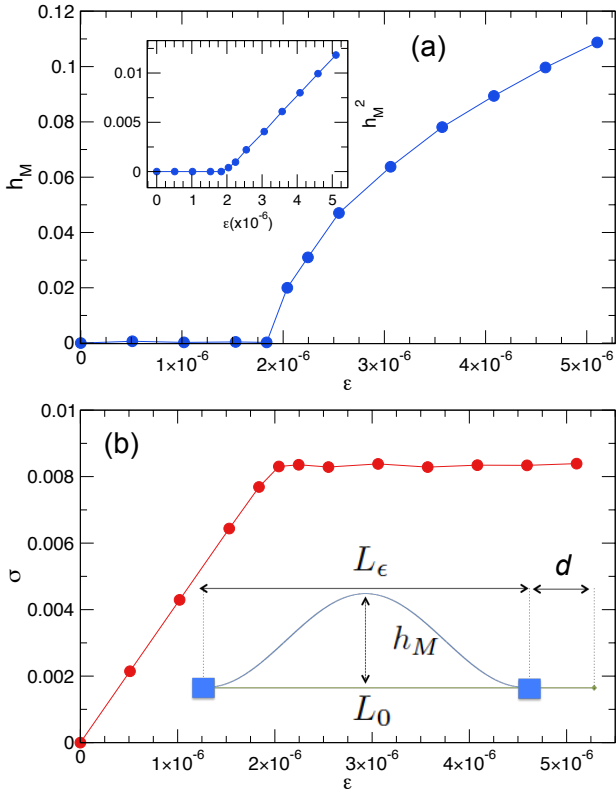 (a)
0.12
0.1
0.08
0.06
0.04
0.02
0
h_M
0.01
0.005
0
h_M^2
0 1 2 3 4 5
ε(x10^-6)
0 1×10^-6 2×10^-6 3×10^-6 4×10^-6 5×10^-6
ε
(b)
0.01
0.008
0.006
0.004
0.002
0
σ
L_ϵ
d
h_M
L_0
0 1×10^-6 2×10^-6 3×10^-6 4×10^-6 5×10^-6
ε